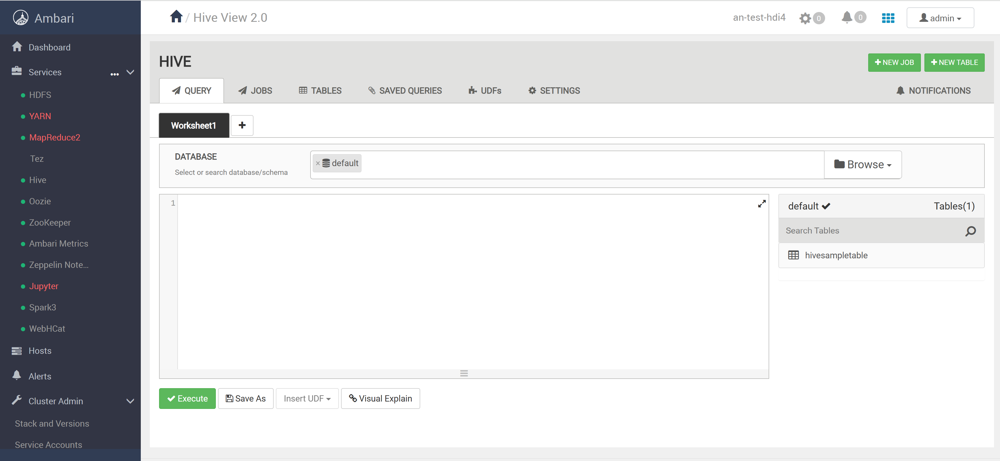 Ambari
/ Hive View 2.0
an-test-hdi4
0
0
admin
Dashboard
Services
HDFS
YARN
MapReduce2
Tez
Hive
Oozie
ZooKeeper
Ambari Metrics
Zeppelin Note...
Jupyter
Spark3
WebHCat
Hosts
Alerts
Cluster Admin
Stack and Versions
Service Accounts
HIVE
NEW JOB
NEW TABLE
QUERY
JOBS
TABLES
SAVED QUERIES
UDFs
SETTINGS
NOTIFICATIONS
Worksheet1
DATABASE
Select or search database/schema
× default
Browse
1
default
Tables(1)
Search Tables
hivesampletable
Execute
Save As
Insert UDF
Visual Explain